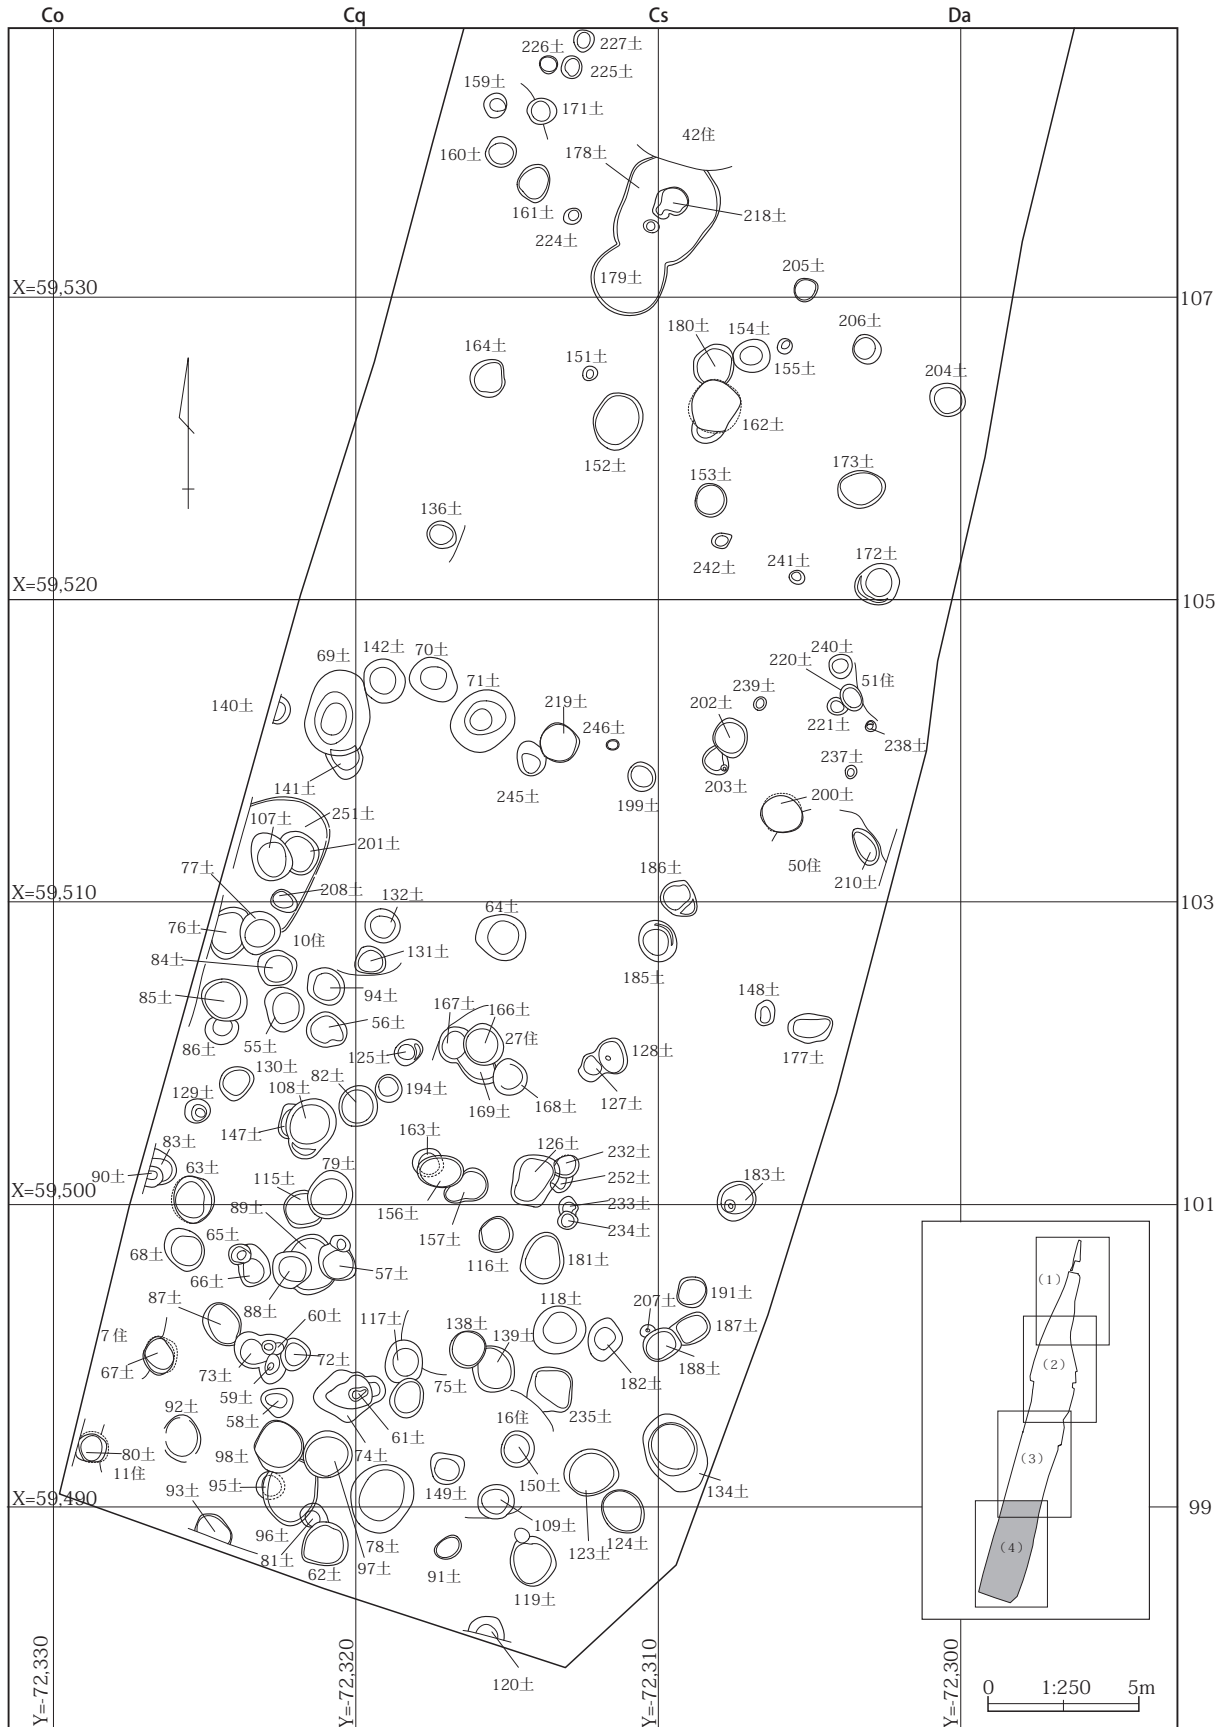 Co Cq Cs Da
226土 227土
225土
159土 171土
42住
160土 178土
161土 218土
224土
205土
179土
X=59,530 107
180土 154土 206土
164土 151土
155土 204土
162土
152土
153土 173土
136土
242土 241土 172土
X=59,520 105
142土 70土 240土
69土 220土
71土 51住
239土
140土 219土 202土
246土 221土
238土
237土
141土 245土 199土 203土
251土 200土
107土
201土
77土 186土 50住
208土 210土
X=59,510 103
132土 64土
76土
10住
84土 131土 185土
94土 148土
85土 167土 166土
56土 27住
86土 55土 128土 177土
125土
130土 82土
129土 108土 194土
169土 168土 127土
147土 163土
83土 126土 232土
90土 63土 79土 252土 183土
115土
X=59,500 101
156土 233土
89土 157土 234土
68土 65土
66土 57土 116土 181土
87土 88土 60土 118土 207土 191土
117土 138土
7住 139土 187土
67土 73土 72土 188土
59土 75土 182土
92土 58土 16住 235土
61土
98土 74土
80土
11住 95土 149土 150土 134土
93土
X=59,490 99
96土 109土
81土 78土 123土 124土
62土 97土 91土
119土
120土
Y=-72,330 Y=-72,320 Y=-72,310 Y=-72,300
(1)
(2)
(3)
(4)
0 1:250 5m